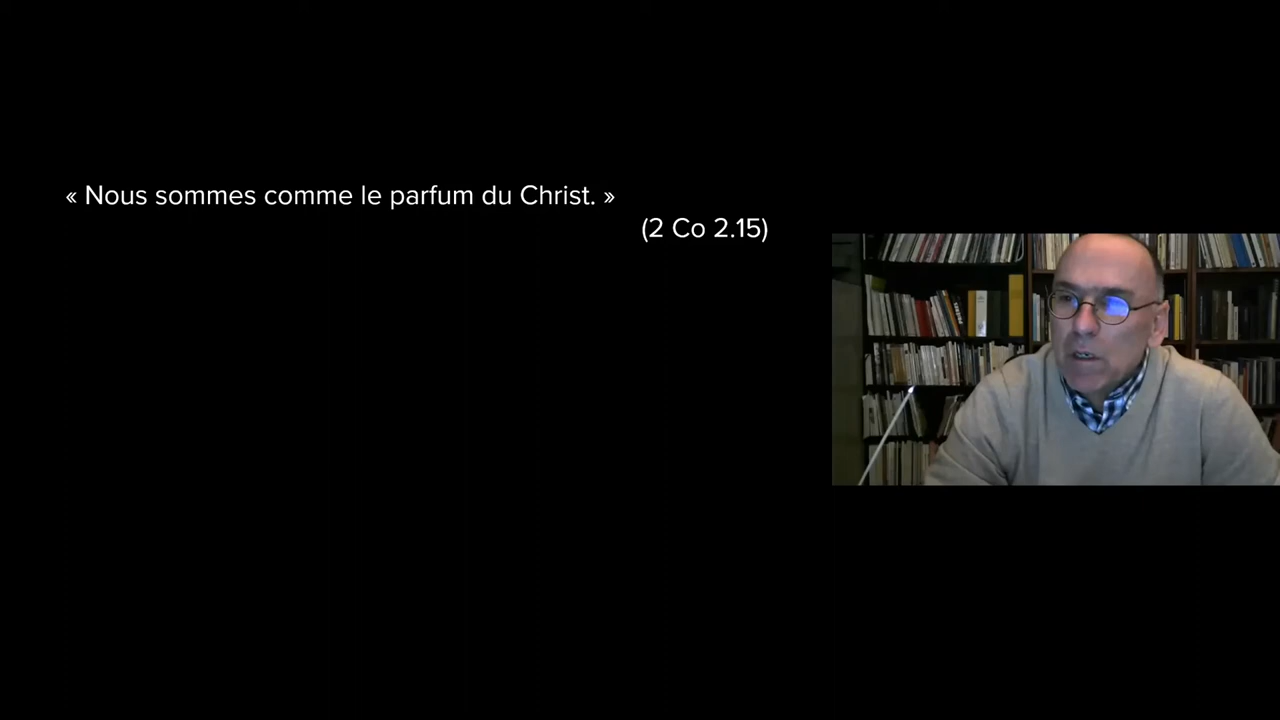 « Nous sommes comme le parfum du Christ. »
(2 Co 2.15)